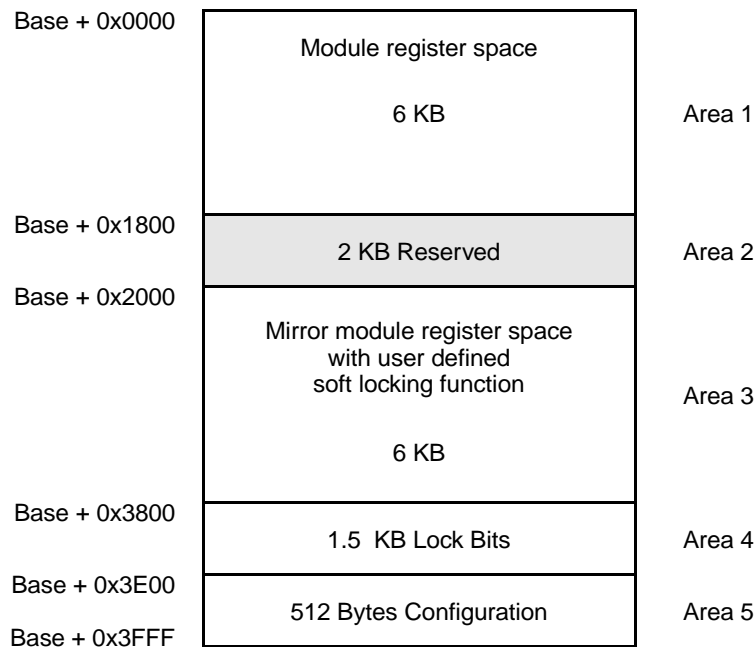 Base + 0x0000
Module register space
6 KB
Area 1
Base + 0x1800
2 KB Reserved
Area 2
Base + 0x2000
Mirror module register space
with user defined
soft locking function
Area 3
6 KB
Base + 0x3800
1.5 KB Lock Bits
Area 4
Base + 0x3E00
512 Bytes Configuration
Area 5
Base + 0x3FFF